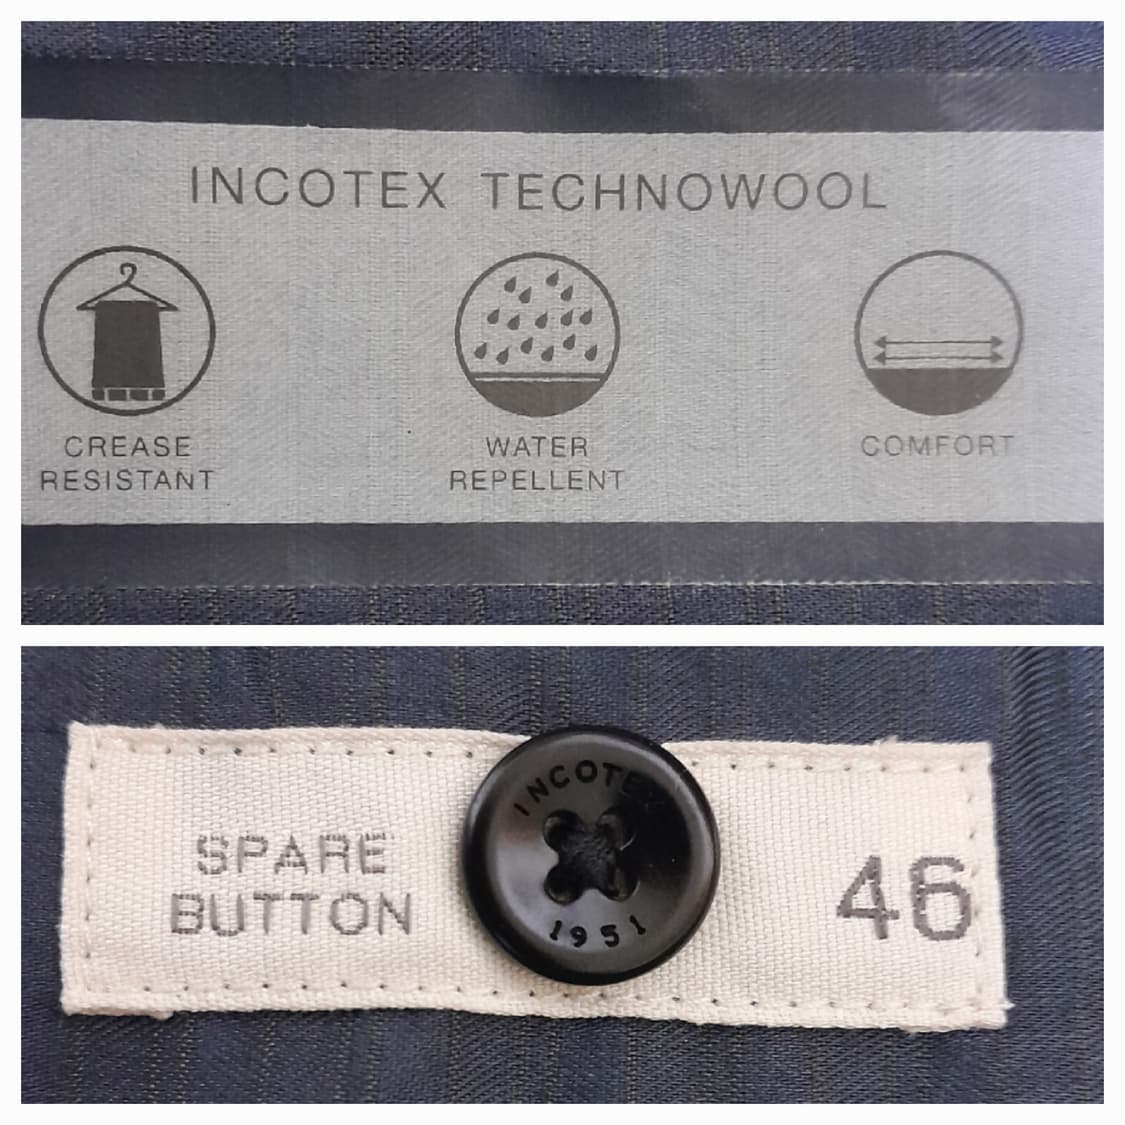 INCOTEX TECHNOWOOL
CREASE
RESISTANT
WATER
REPELLENT
COMFORT
SPARE
BUTTON
INCOTEX
1951
46